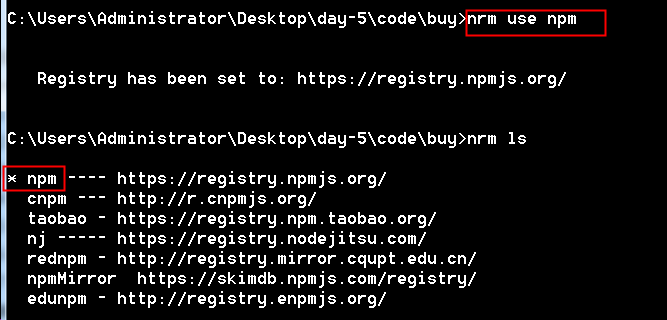 C:\Users\Administrator\Desktop\day-5\code\buy>nrm use npm
Registry has been set to: https://registry.npmjs.org/
C:\Users\Administrator\Desktop\day-5\code\buy>nrm ls
* npm ---- https://registry.npmjs.org/
cnpm --- http://r.cnpmjs.org/
taobao - https://registry.npm.taobao.org/
nj ----- https://registry.nodejitsu.com/
rednpm - http://registry.mirror.cqupt.edu.cn/
npmMirror  https://skimdb.npmjs.com/registry/
edunpm - http://registry.enpmjs.org/